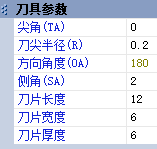 刀具参数
尖角(TA) 0
刀尖半径(R) 0.2
方向角度(OA) 180
侧角(SA) 2
刀片长度 12
刀片宽度 6
刀片厚度 6